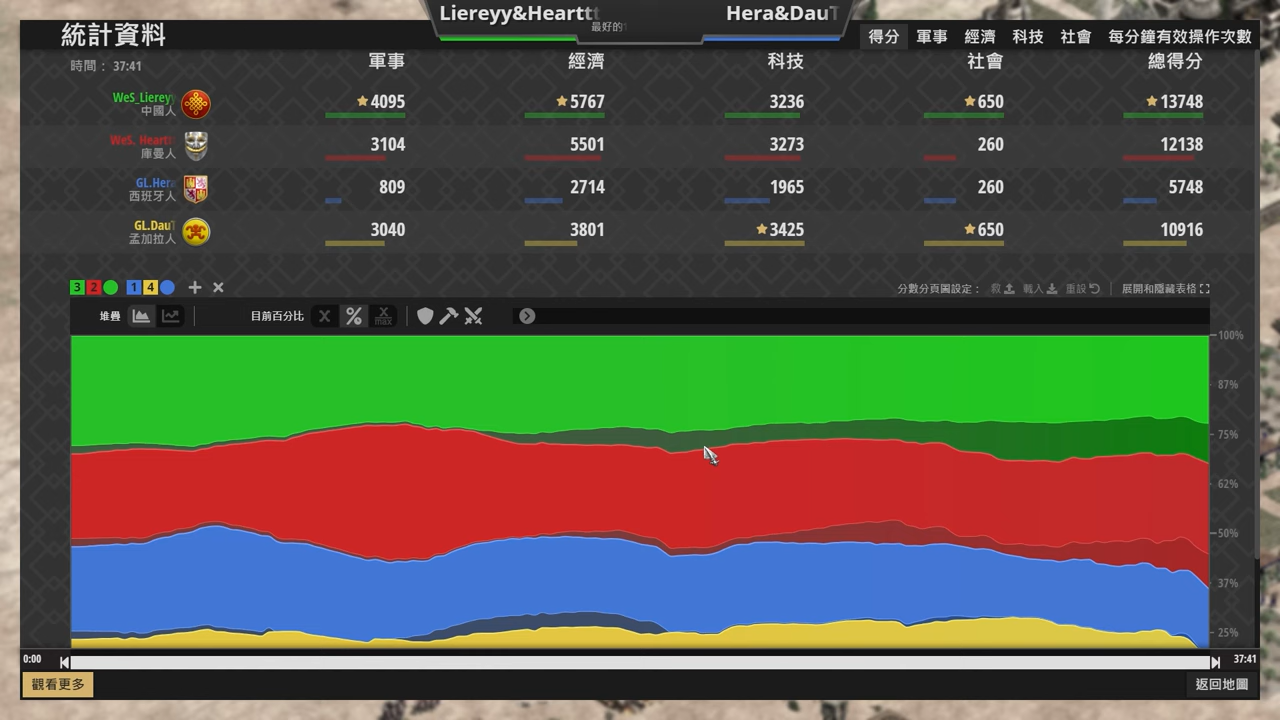 Liereyy&Hearttt
Hera&DauT
最好的
統計資料
得分 軍事 經濟 科技 社會 每分鐘有效操作次數
時間： 37:41
軍事 經濟 科技 社會 總得分
WeS_Liereyy
中國人
4095 5767 3236 650 13748
WeS. Heartt
庫曼人
3104 5501 3273 260 12138
GL.Hera
西班牙人
809 2714 1965 260 5748
GL.DauT
孟加拉人
3040 3801 3425 650 10916
3 2 1 4
分數分頁圖設定： 載入 重設 展開和隱藏表格
堆疊 目前百分比 X % X max
100%
87%
75%
62%
50%
37%
25%
0:00 37:41
觀看更多 返回地圖